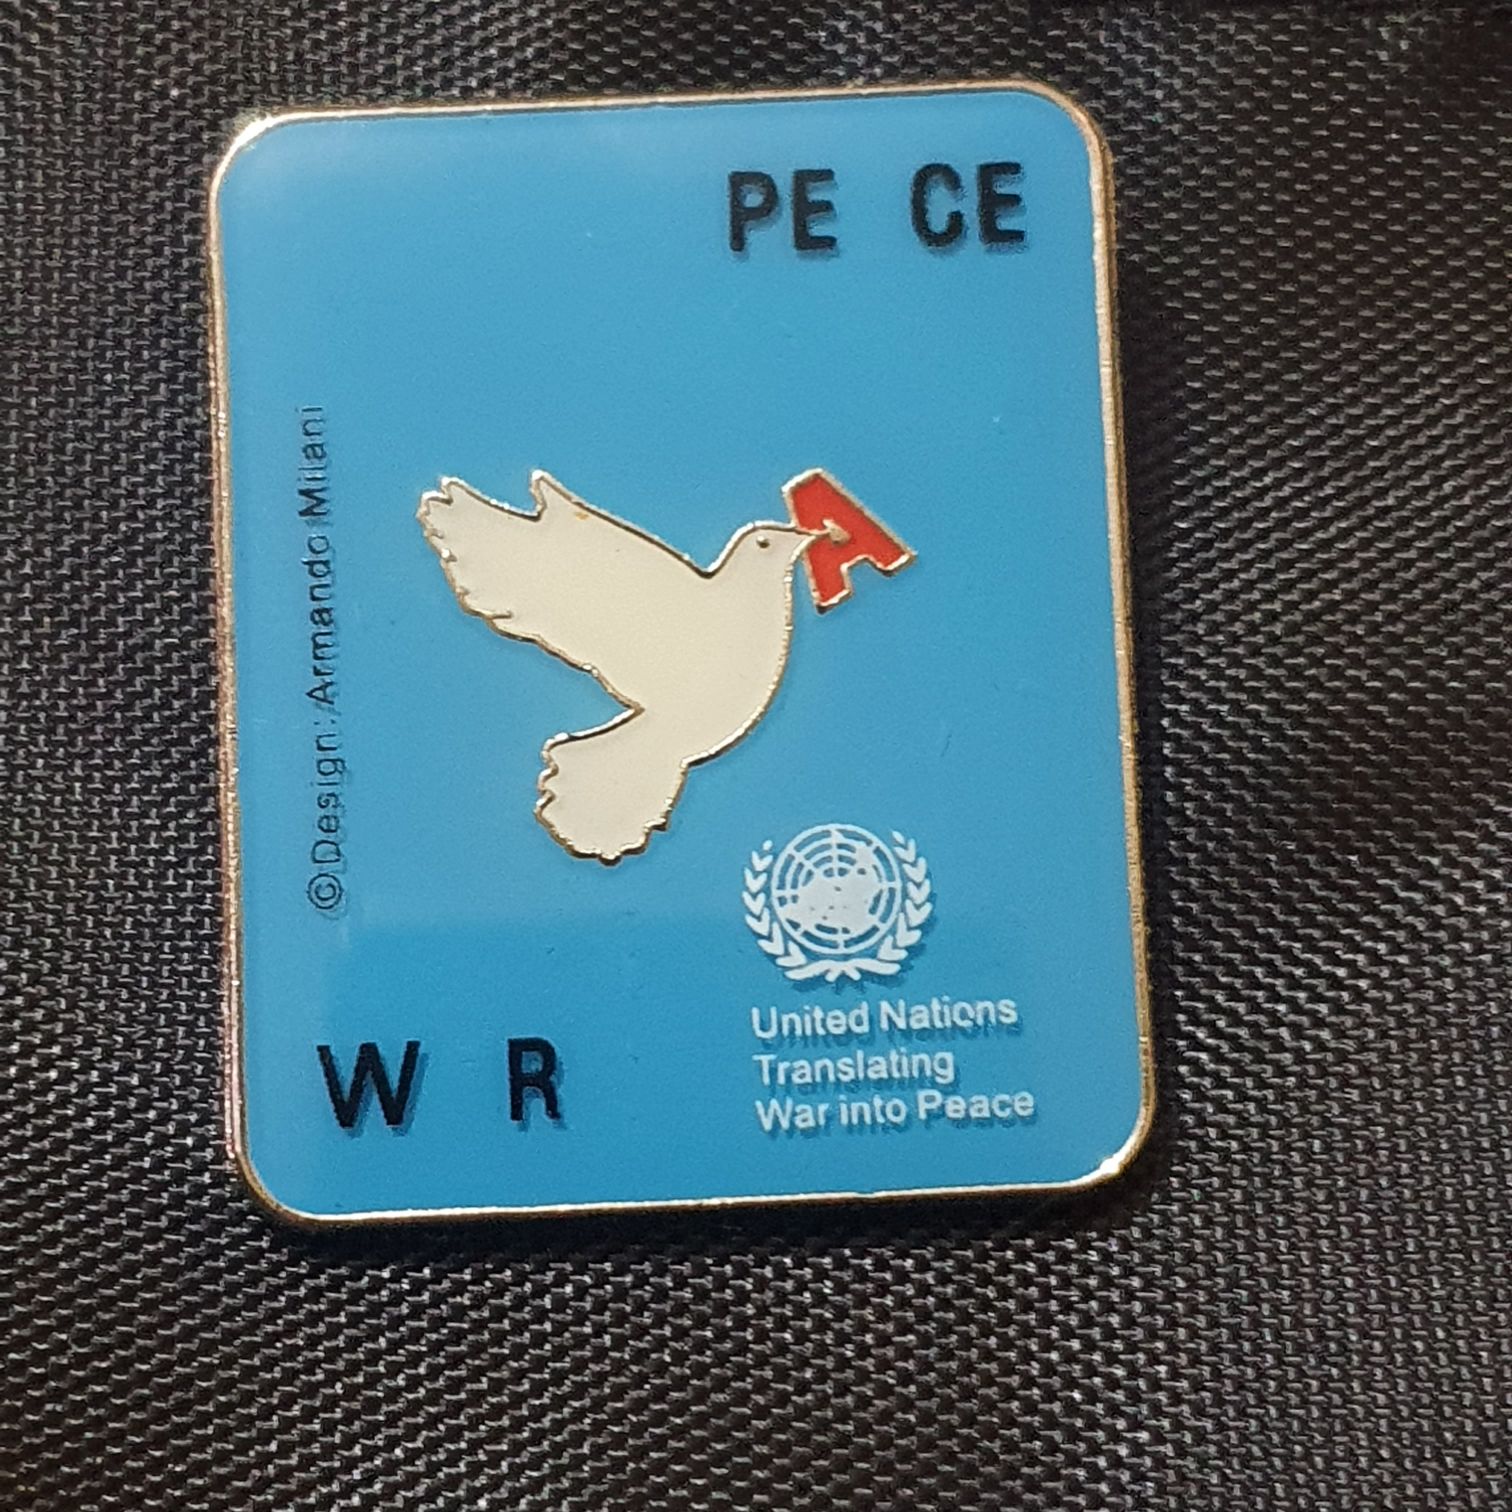 PE CE
A
©Design: Armando Milani
W R
United Nations
Translating
War into Peace